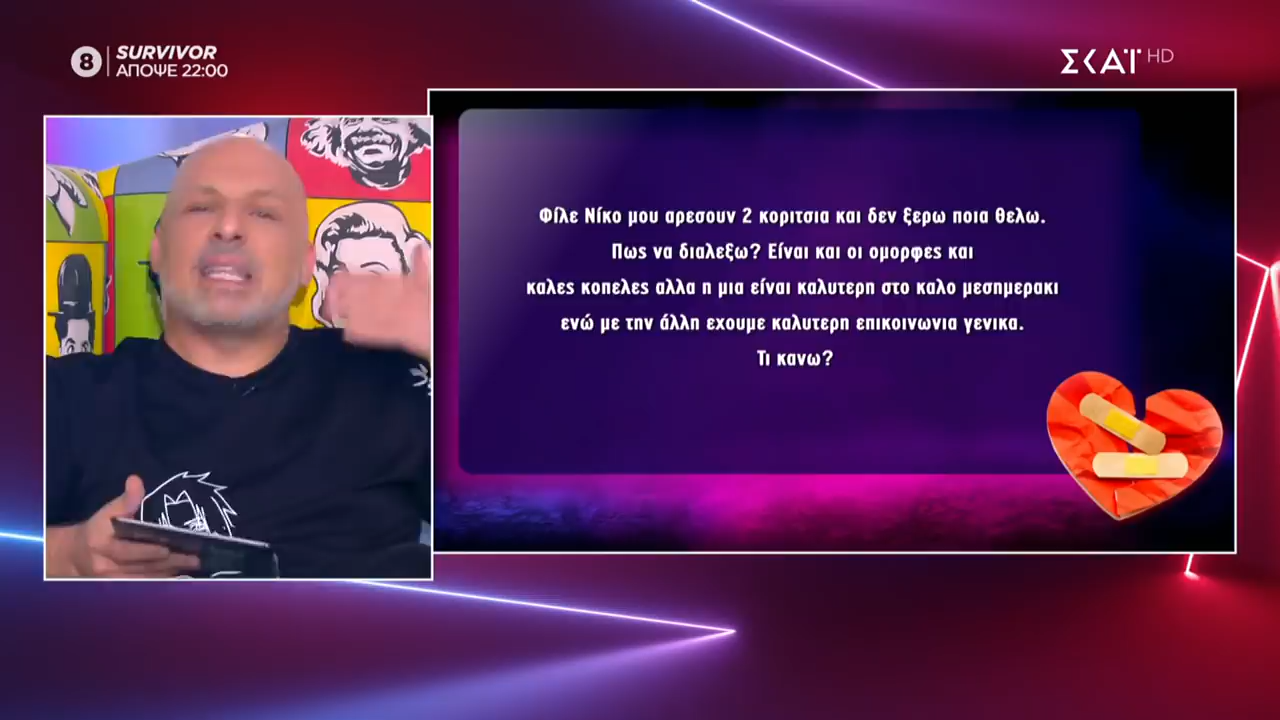 8
SURVIVOR
ΑΠΟΨΕ 22:00
ΣΚΑΪ HD
Φίλε Νίκο μου αρεσουν 2 κοριτσια και δεν ξερω ποια θελω.
Πως να διαλεξω? Είναι και οι ομορφες και
καλες κοπελες αλλα η μια είναι καλυτερη στο καλο μεσημερακι
ενώ με την άλλη εχουμε καλυτερη επικοινωνια γενικα.
Τι κανω?